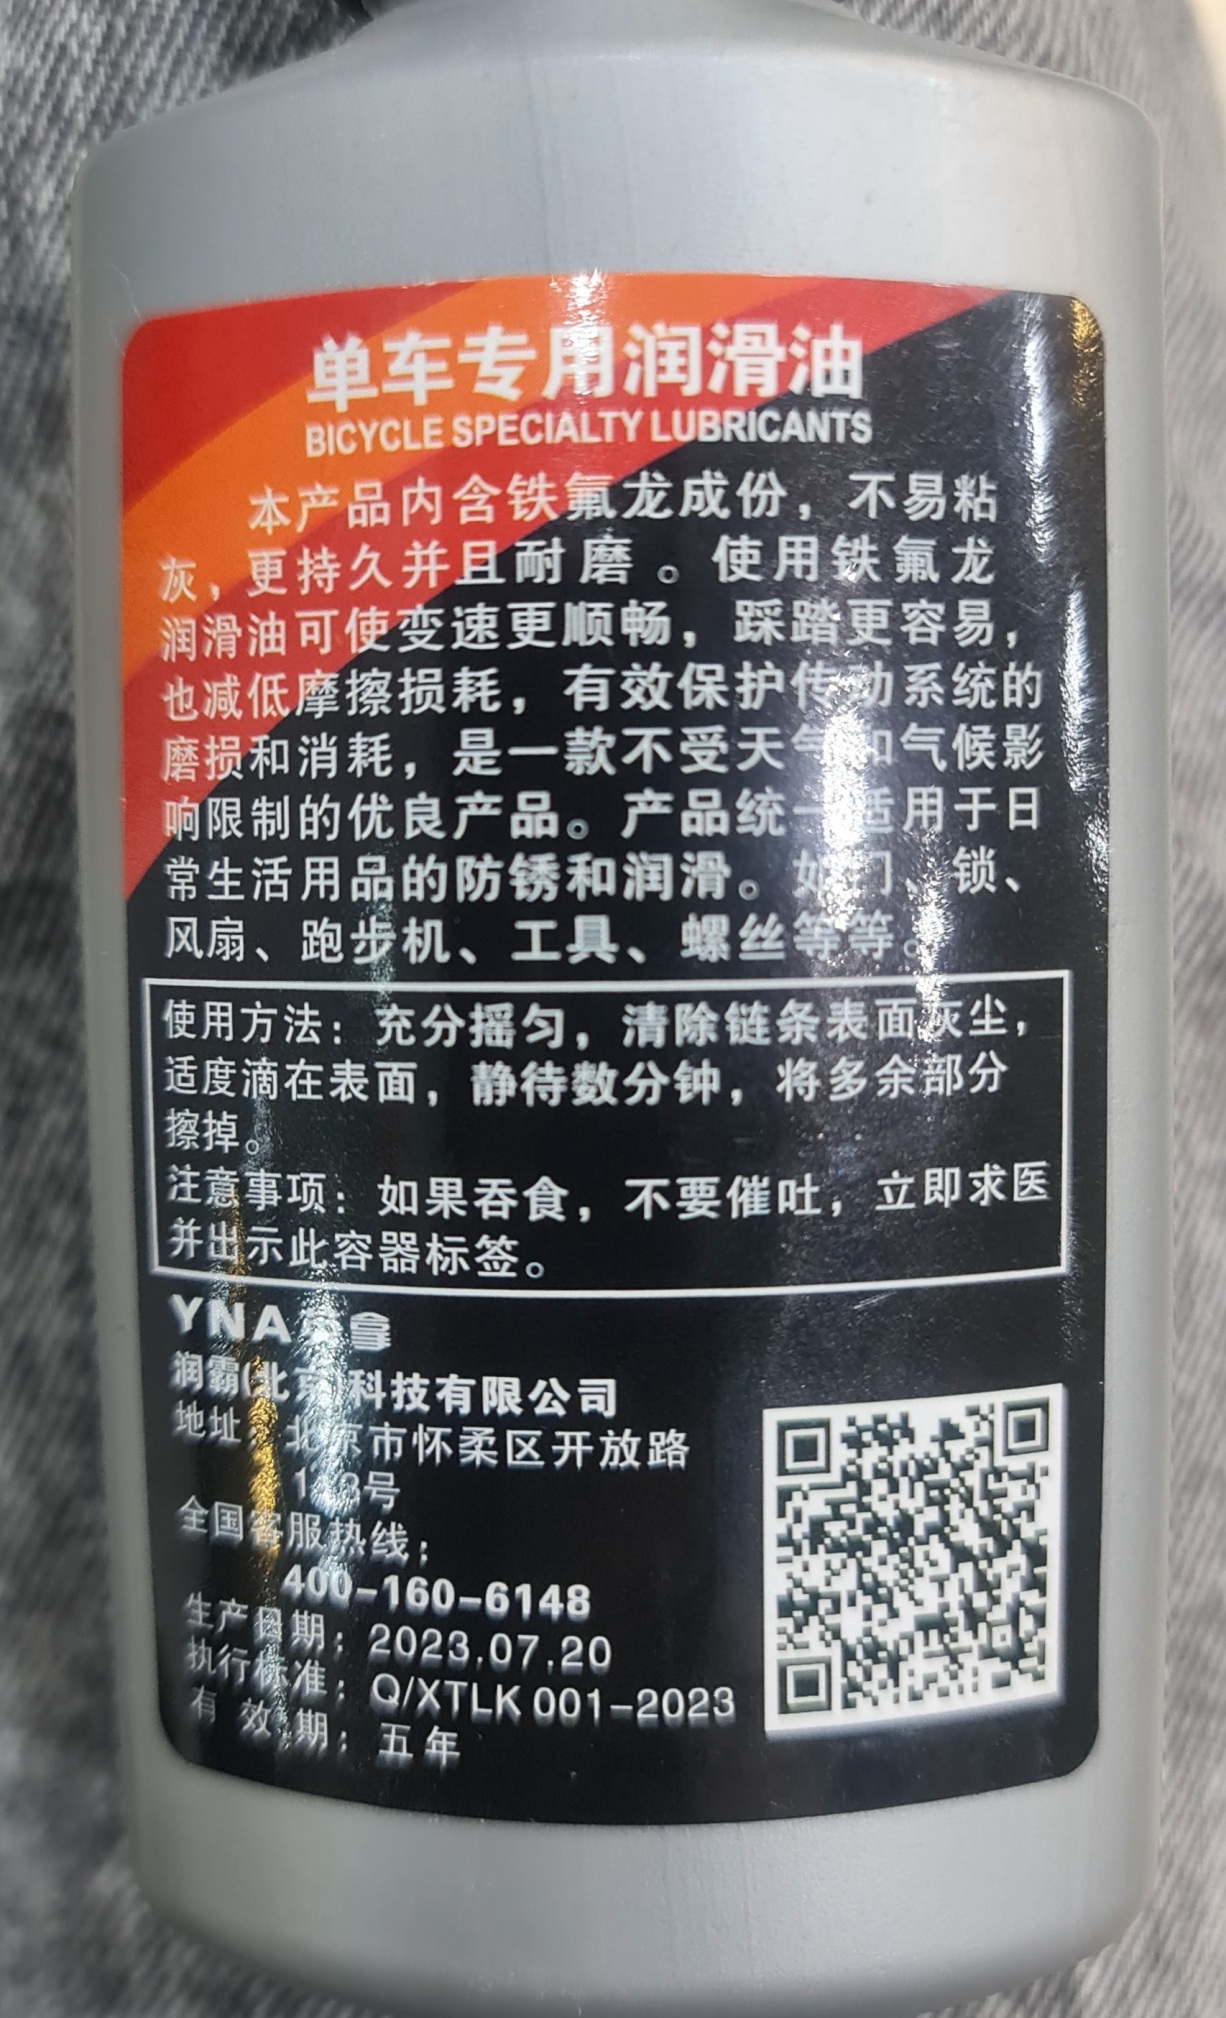 单车专用润滑油
BICYCLE SPECIALTY LUBRICANTS
本产品内含铁氟龙成份，不易粘
灰，更持久并且耐磨。使用铁氟龙
润滑油可使变速更顺畅，踩踏更容易，
也减低摩擦损耗，有效保护传动系统的
磨损和消耗，是一款不受天气和气候影
响限制的优良产品。产品统一适用于日
常生活用品的防锈和润滑。如门、锁、
风扇、跑步机、工具、螺丝等等。
使用方法：充分摇匀，清除链条表面灰尘，
适度滴在表面，静待数分钟，将多余部分
擦掉。
注意事项：如果吞食，不要催吐，立即求医
并出示此容器标签。
YNA 拿
润霸(北京)科技有限公司
地址：北京市怀柔区开放路
号
全国客服热线：
400-160-6148
生产日期：2023.07.20
执行标准：Q/XTLK 001-2023
有效期：五年